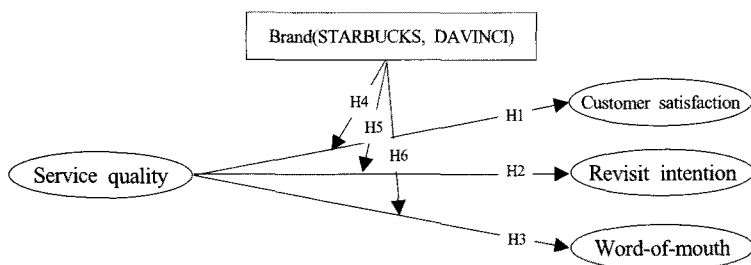 Brand(STARBUCKS, DAVINCI)
H4
H5
H6
H1
Customer satisfaction
Service quality
H2
Revisit intention
H3
Word-of-mouth